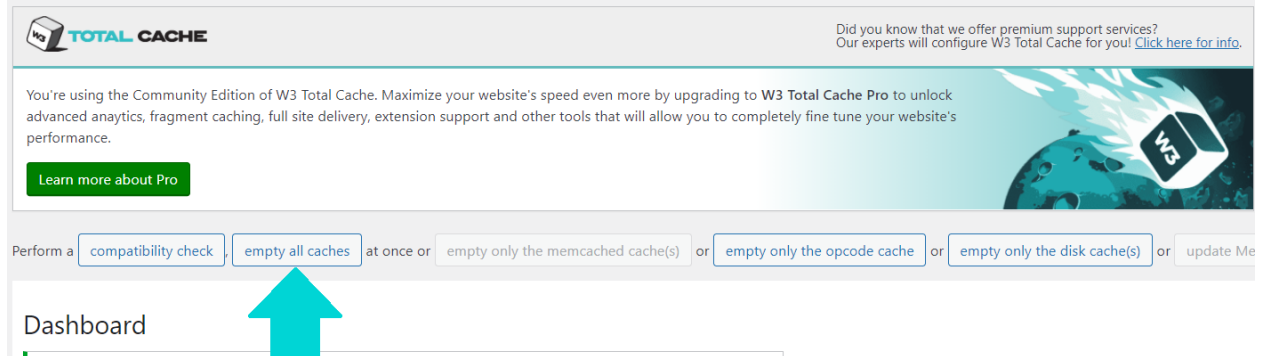 W3 TOTAL CACHE
Did you know that we offer premium support services?
Our experts will configure W3 Total Cache for you! Click here for info.
You're using the Community Edition of W3 Total Cache. Maximize your website's speed even more by upgrading to W3 Total Cache Pro to unlock
advanced anaytics, fragment caching, full site delivery, extension support and other tools that will allow you to completely fine tune your website's
performance.
W3
Learn more about Pro
Perform a compatibility check , empty all caches at once or empty only the memcached cache(s) or empty only the opcode cache or empty only the disk cache(s) or update Me
Dashboard